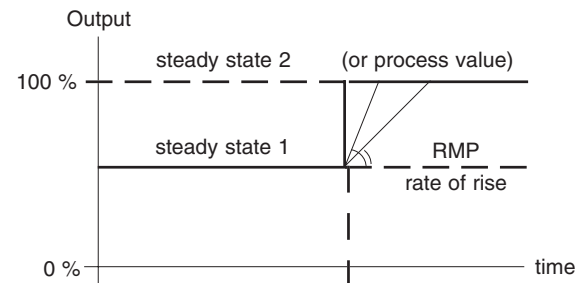 Output
steady state 2 (or process value)
100 %
steady state 1
RMP
rate of rise
0 %
time